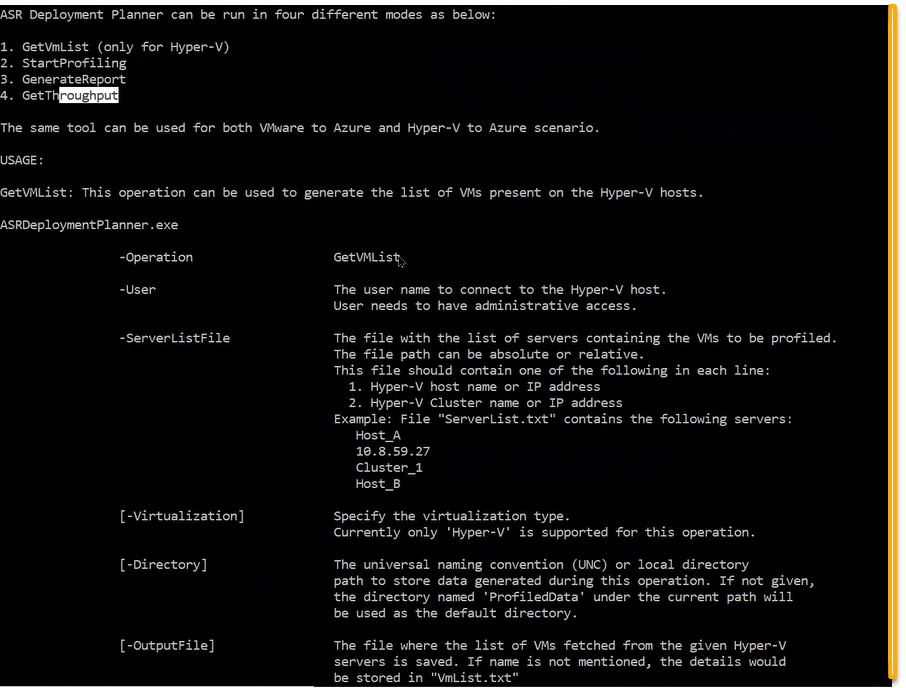 ASR Deployment Planner can be run in four different modes as below:
1. GetVmList (only for Hyper-V)
2. StartProfiling
3. GenerateReport
4. GetThroughput
The same tool can be used for both VMware to Azure and Hyper-V to Azure scenario.
USAGE:
GetVMList: This operation can be used to generate the list of VMs present on the Hyper-V hosts.
ASRDeploymentPlanner.exe
-Operation GetVMList
-User The user name to connect to the Hyper-V host.
User needs to have administrative access.
-ServerListFile The file with the list of servers containing the VMs to be profiled.
The file path can be absolute or relative.
This file should contain one of the following in each line:
1. Hyper-V host name or IP address
2. Hyper-V Cluster name or IP address
Example: File "ServerList.txt" contains the following servers:
Host_A
10.8.59.27
Cluster_1
Host_B
[-Virtualization] Specify the virtualization type.
Currently only 'Hyper-V' is supported for this operation.
[-Directory] The universal naming convention (UNC) or local directory
path to store data generated during this operation. If not given,
the directory named 'ProfiledData' under the current path will
be used as the default directory.
[-OutputFile] The file where the list of VMs fetched from the given Hyper-V
servers is saved. If name is not mentioned, the details would
be stored in "VmList.txt"